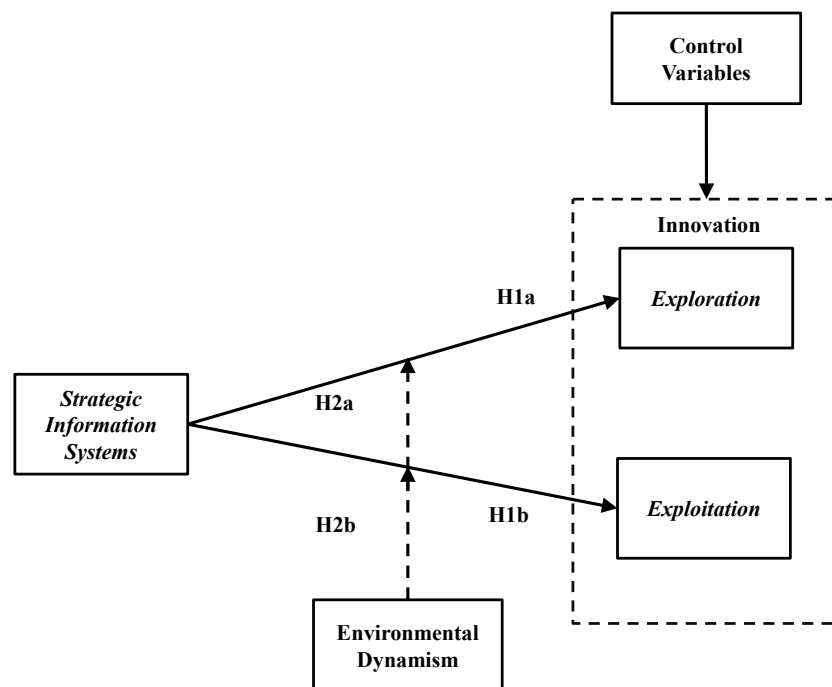 Control
Variables
Innovation
H1a
Exploration
H2a
Strategic
Information
Systems
H2b
H1b
Exploitation
Environmental
Dynamism